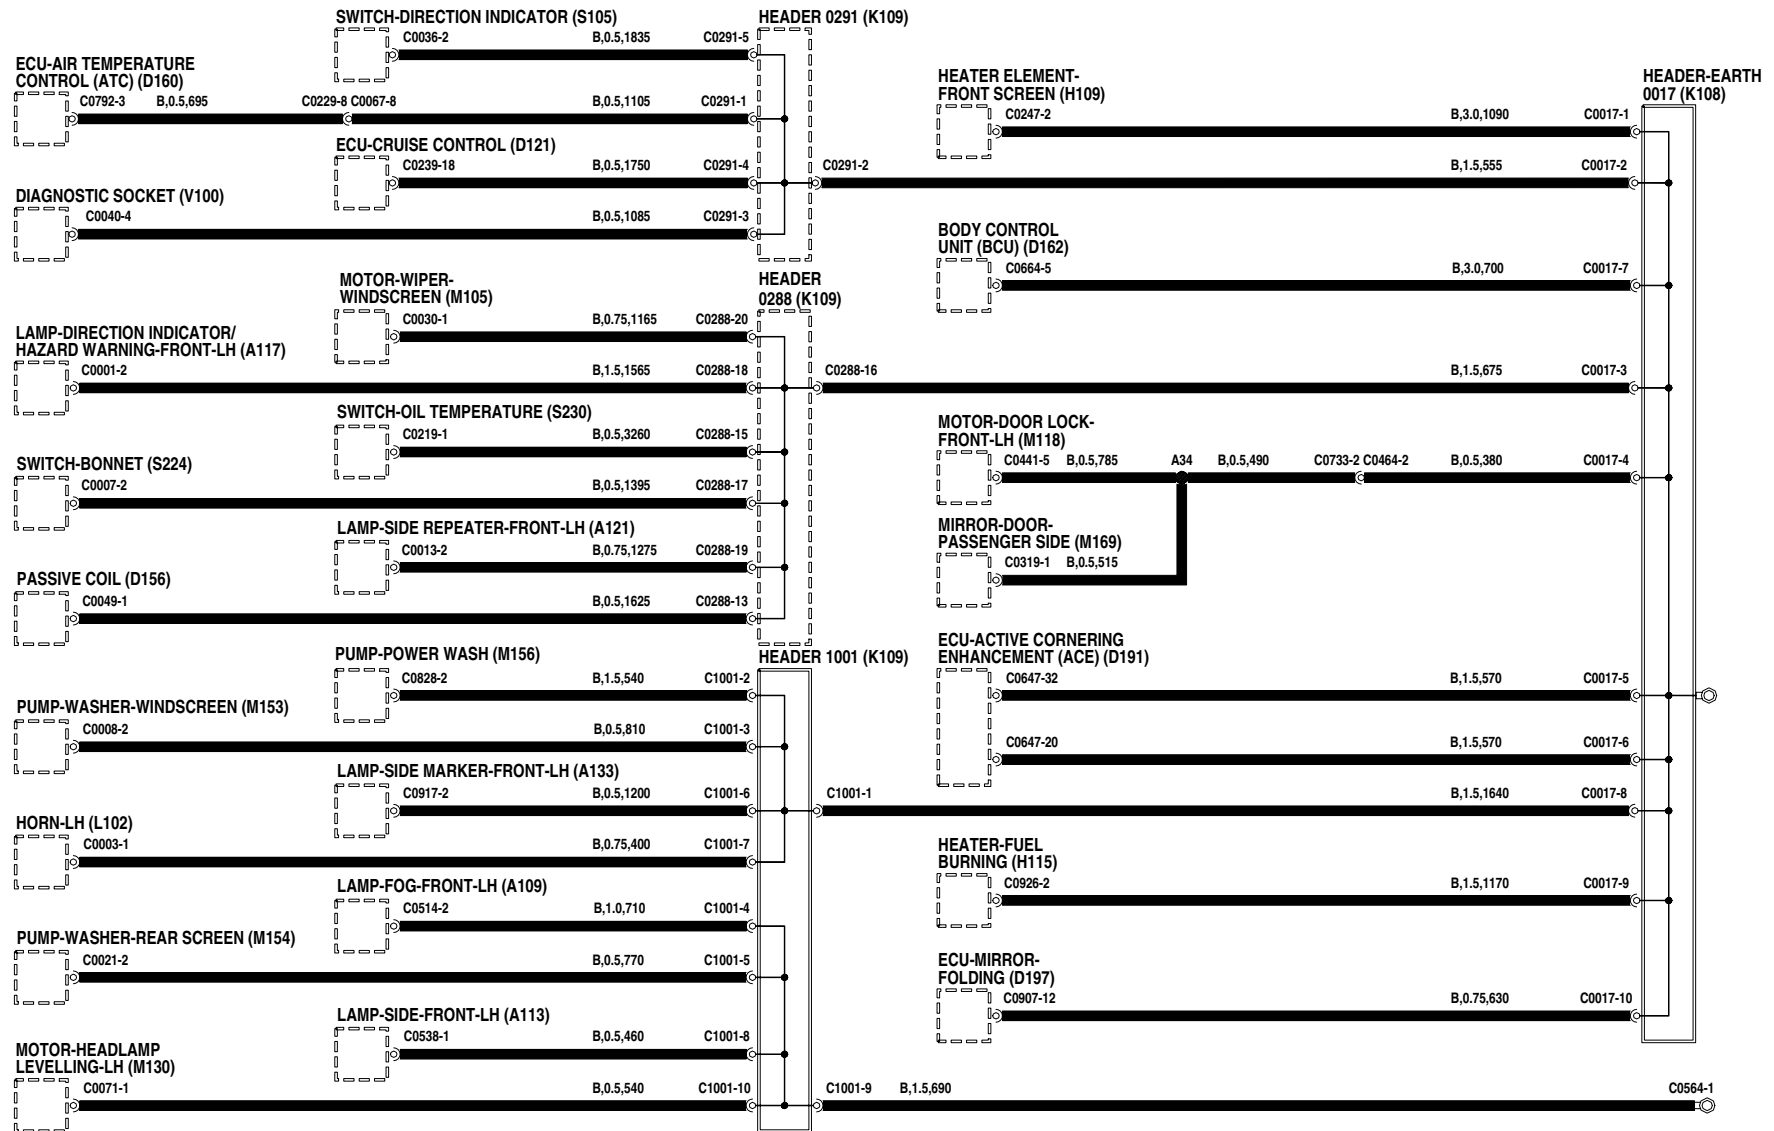 SWITCH-DIRECTION INDICATOR (S105)
C0036-2 B,0.5,1835 C0291-5
HEADER 0291 (K109)
ECU-AIR TEMPERATURE
CONTROL (ATC) (D160)
C0792-3 B,0.5,695 C0229-8 C0067-8 B,0.5,1105 C0291-1
ECU-CRUISE CONTROL (D121)
C0239-18 B,0.5,1750 C0291-4
DIAGNOSTIC SOCKET (V100)
C0040-4 B,0.5,1085 C0291-3
MOTOR-WIPER-
WINDSCREEN (M105)
C0030-1 B,0.75,1165 C0288-20
HEADER
0288 (K109)
LAMP-DIRECTION INDICATOR/
HAZARD WARNING-FRONT-LH (A117)
C0001-2 B,1.5,1565 C0288-18
SWITCH-OIL TEMPERATURE (S230)
C0219-1 B,0.5,3260 C0288-15
SWITCH-BONNET (S224)
C0007-2 B,0.5,1395 C0288-17
LAMP-SIDE REPEATER-FRONT-LH (A121)
C0013-2 B,0.75,1275 C0288-19
PASSIVE COIL (D156)
C0049-1 B,0.5,1625 C0288-13
PUMP-POWER WASH (M156)
C0828-2 B,1.5,540 C1001-2
HEADER 1001 (K109)
PUMP-WASHER-WINDSCREEN (M153)
C0008-2 B,0.5,810 C1001-3
LAMP-SIDE MARKER-FRONT-LH (A133)
C0917-2 B,0.5,1200 C1001-6
HORN-LH (L102)
C0003-1 B,0.75,400 C1001-7
LAMP-FOG-FRONT-LH (A109)
C0514-2 B,1.0,710 C1001-4
PUMP-WASHER-REAR SCREEN (M154)
C0021-2 B,0.5,770 C1001-5
LAMP-SIDE-FRONT-LH (A113)
C0538-1 B,0.5,460 C1001-8
MOTOR-HEADLAMP
LEVELLING-LH (M130)
C0071-1 B,0.5,540 C1001-10
HEATER ELEMENT-
FRONT SCREEN (H109)
C0247-2 B,3.0,1090 C0017-1
HEADER-EARTH
0017 (K108)
C0291-2 B,1.5,555 C0017-2
BODY CONTROL
UNIT (BCU) (D162)
C0664-5 B,3.0,700 C0017-7
C0288-16 B,1.5,675 C0017-3
MOTOR-DOOR LOCK-
FRONT-LH (M118)
C0441-5 B,0.5,785 A34 B,0.5,490 C0733-2 C0464-2 B,0.5,380 C0017-4
MIRROR-DOOR-
PASSENGER SIDE (M169)
C0319-1 B,0.5,515
ECU-ACTIVE CORNERING
ENHANCEMENT (ACE) (D191)
C0647-32 B,1.5,570 C0017-5
C0647-20 B,1.5,570 C0017-6
C1001-1 B,1.5,1640 C0017-8
HEATER-FUEL
BURNING (H115)
C0926-2 B,1.5,1170 C0017-9
ECU-MIRROR-
FOLDING (D197)
C0907-12 B,0.75,630 C0017-10
C1001-9 B,1.5,690 C0564-1